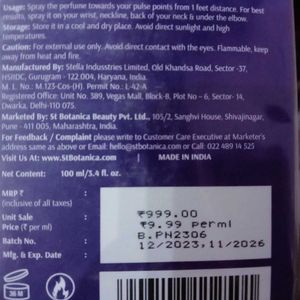 Usage: Spray the perfume towards your pulse points from 1 feet distance. For best
results, spray it on your wrist, neckline, back of your neck & under the elbow.
Storage: Store it in a cool and dry place. Avoid direct sunlight and high
temperatures.
Caution: For external use only. Avoid direct contact with the eyes. Flammable, keep
away from heat and fire.
Manufactured By: Stella Indusstries Limited, Old Khandsa Road, Sector -37,
HSIIDC, Gurugram - 122 004, Haryana, India.
M. L. No.: M.123-Cos-(H). Permit No.: L-42-A
Registered Office: Unit No. 389, Vegas Mall, Block-B, Plot No – 6, Sector-14,
Dwarka, Delhi-110 075.
Marketed By: St Botanica Beauty Pvt. Ltd., 105/2, Sanghi House, Shivajinagar,
Pune - 411 005, Maharashtra, India.
For Feedback / Complaint please write to Customer Care Executive at Marketer's
address same as above or Email: hello@stbotanica.com or Call: 022 489 14 525
Visit Us At: www.StBotanica.com MADE IN INDIA
Net Content: 100 ml/3.4 fl. oz.
MRP ₹
(inclusive of all taxes)
₹999.00
Unit Sale
Price (₹ per ml)
₹9.99 perml
Batch No.
B.PN2306
Mfg. & Exp. Date
12/2023,11/2026
36 M